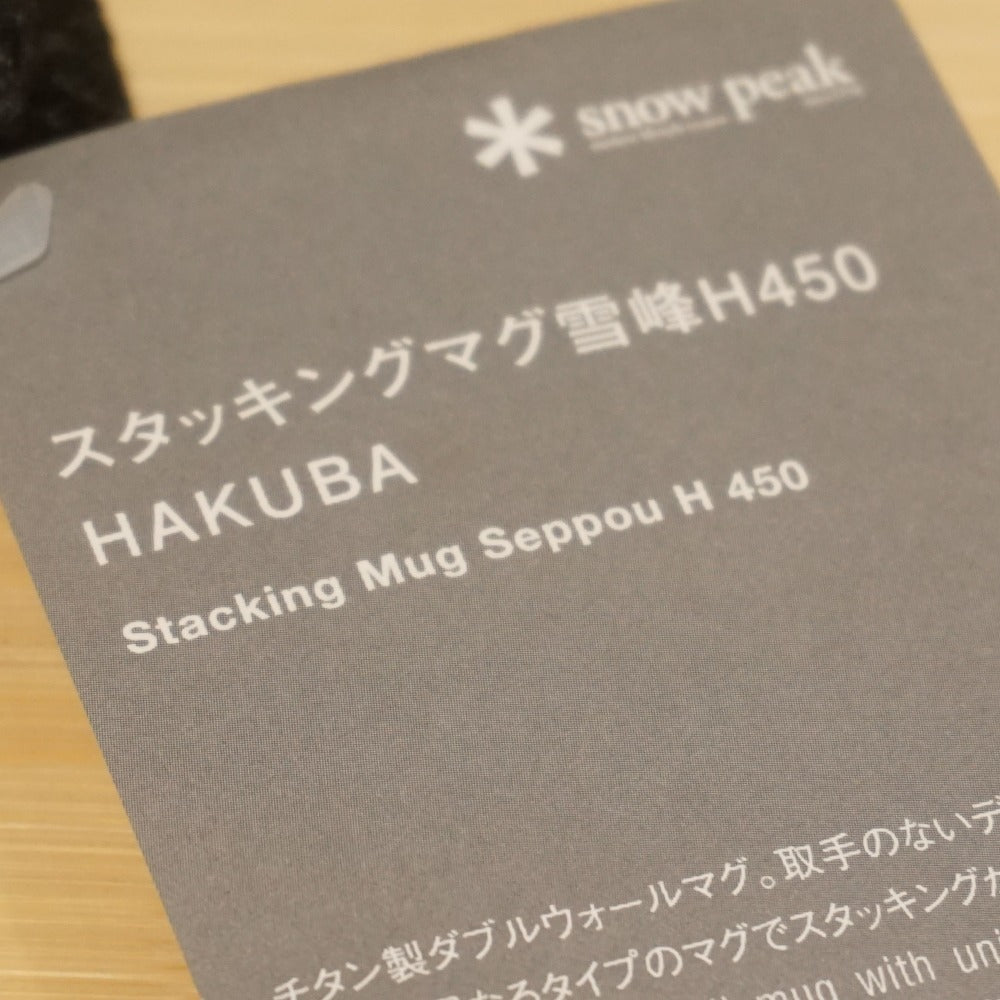 snow peak
スタッキングマグ雪峰H450
HAKUBA
Stacking Mug Seppou H 450
チタン製ダブルウォールマグ。取手のないデ
なるタイプのマグでスタッキングが
mug with uni